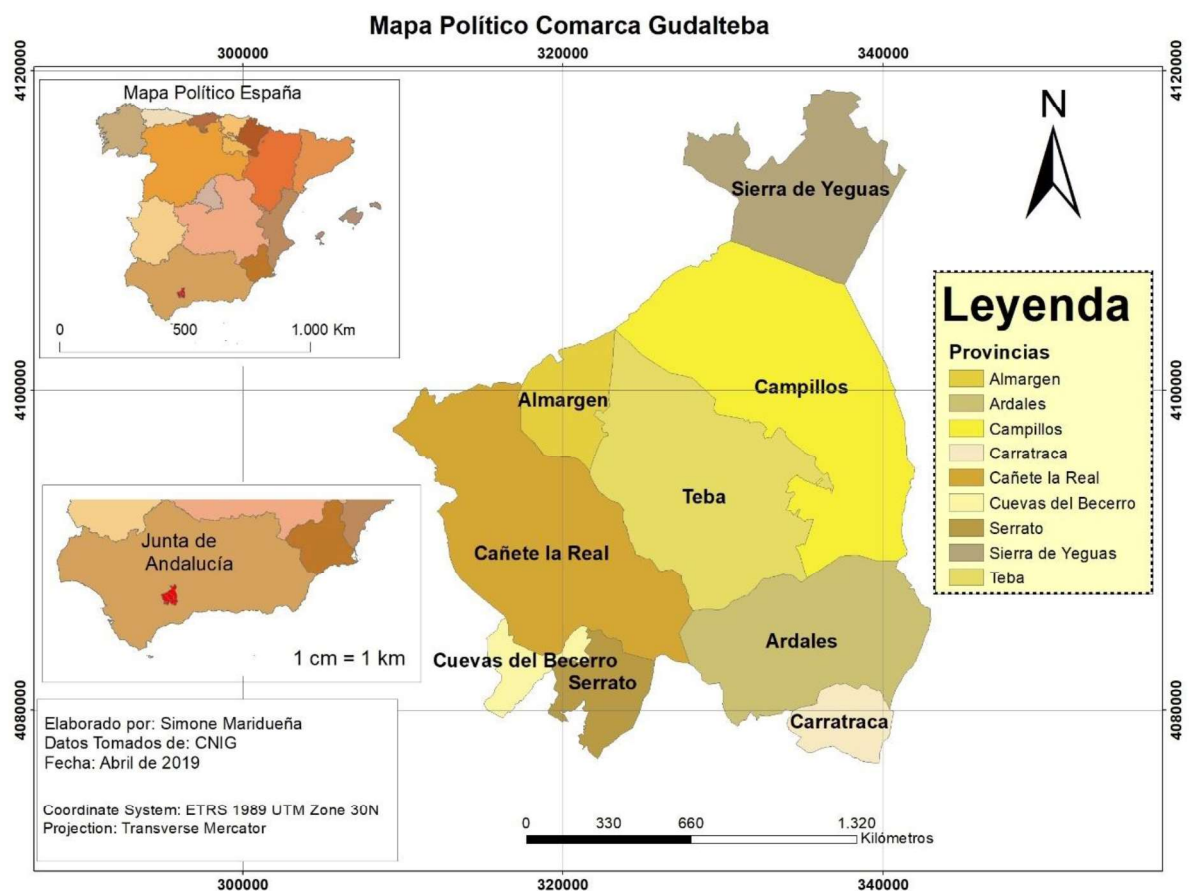 Mapa Político Comarca Gudalteba
300000 320000 340000
4120000 4120000
Mapa Político España
0 500 1.000 Km
N
Sierra de Yeguas
Leyenda
Provincias
Almargen
Ardales
Campillos
Carratraca
Cañete la Real
Cuevas del Becerro
Serrato
Sierra de Yeguas
Teba
4100000 4100000
Campillos
Almargen
Teba
Cañete la Real
Junta de
Andalucía
1 cm = 1 km
Ardales
Cuevas del Becerro
Serrato
Carratraca
4080000 4080000
Elaborado por: Simone Maridueña
Datos Tomados de: CNIG
Fecha: Abril de 2019
Coordinate System: ETRS 1989 UTM Zone 30N
Projection: Transverse Mercator
0 330 660 1.320
Kilómetros
300000 320000 340000